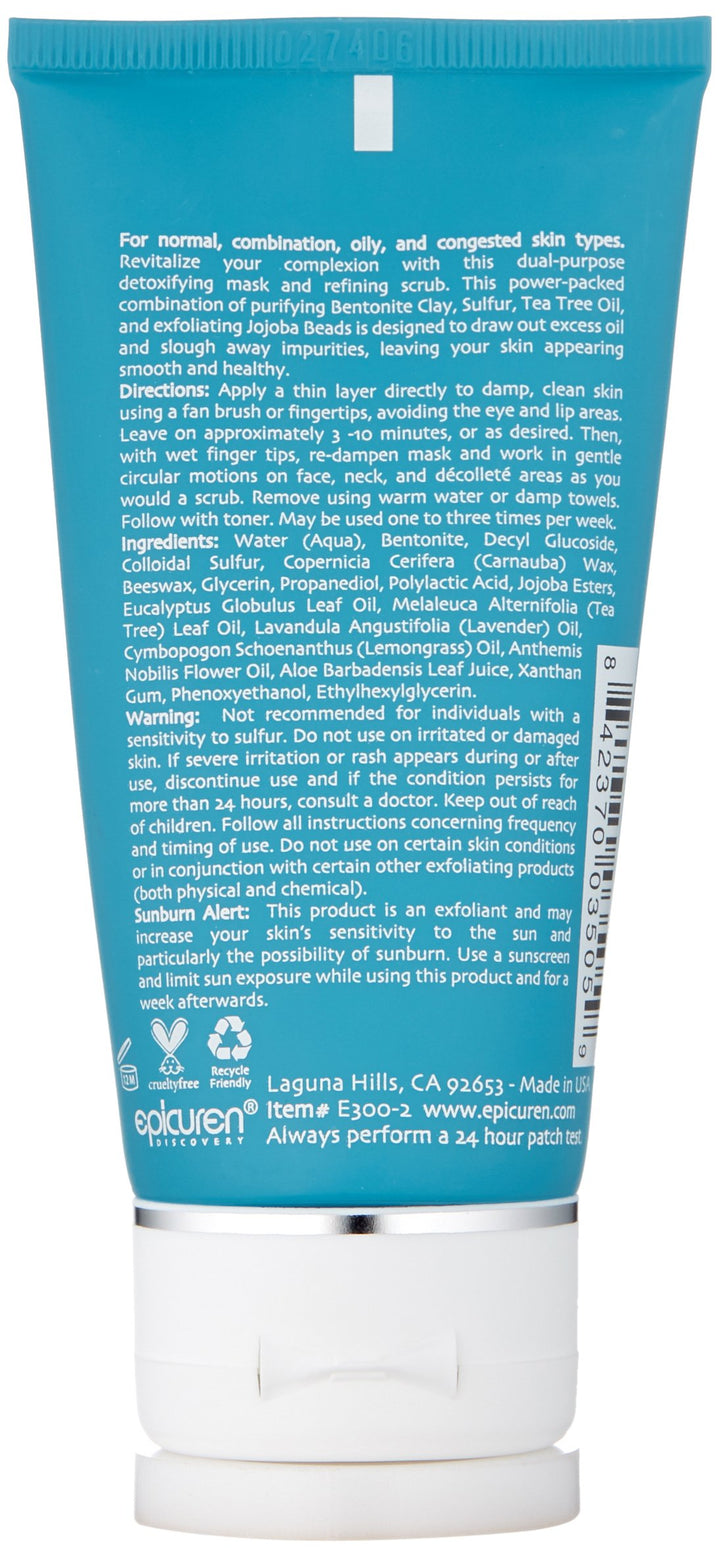 027406
For normal, combination, oily, and congested skin types.
Revitalize your complexion with this dual-purpose
detoxifying mask and refining scrub. This power-packed
combination of purifying Bentonite Clay, Sulfur, Tea Tree Oil,
and exfoliating Jojoba Beads is designed to draw out excess oil
and slough away impurities, leaving your skin appearing
smooth and healthy.
Directions: Apply a thin layer directly to damp, clean skin
using a fan brush or fingertips, avoiding the eye and lip areas.
Leave on approximately 3 -10 minutes, or as desired. Then,
with wet finger tips, re-dampen mask and work in gentle
circular motions on face, neck, and décolleté areas as you
would a scrub. Remove using warm water or damp towels.
Follow with toner. May be used one to three times per week.
Ingredients: Water (Aqua), Bentonite, Decyl Glucoside,
Colloidal Sulfur, Copernicia Cerifera (Carnauba) Wax,
Beeswax, Glycerin, Propanediol, Polylactic Acid, Jojoba Esters,
Eucalyptus Globulus Leaf Oil, Melaleuca Alternifolia (Tea
Tree) Leaf Oil, Lavandula Angustifolia (Lavender) Oil,
Cymbopogon Schoenanthus (Lemongrass) Oil, Anthemis
Nobilis Flower Oil, Aloe Barbadensis Leaf Juice, Xanthan
Gum, Phenoxyethanol, Ethylhexylglycerin.
Warning: Not recommended for individuals with a
sensitivity to sulfur. Do not use on irritated or damaged
skin. If severe irritation or rash appears during or after
use, discontinue use and if the condition persists for
more than 24 hours, consult a doctor. Keep out of reach
of children. Follow all instructions concerning frequency
and timing of use. Do not use on certain skin conditions
or in conjunction with certain other exfoliating products
(both physical and chemical).
Sunburn Alert: This product is an exfoliant and may
increase your skin's sensitivity to the sun and
particularly the possibility of sunburn. Use a sunscreen
and limit sun exposure while using this product and for a
week afterwards.
8 42370 03505 9
12M
crueltyfree
Recycle
Friendly
epicuren®
DISCOVERY
Laguna Hills, CA 92653 - Made in USA
Item# E300-2 www.epicuren.com
Always perform a 24 hour patch test.